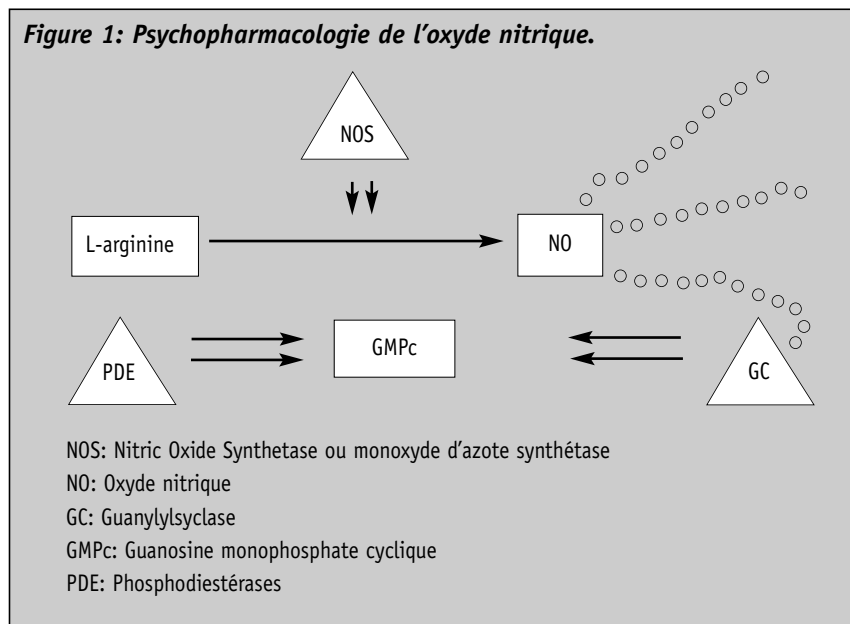 Figure 1: Psychopharmacologie de l'oxyde nitrique.
NOS
L-arginine
NO
PDE
GMPc
GC
NOS: Nitric Oxide Synthetase ou monoxyde d'azote synthétase
NO: Oxyde nitrique
GC: Guanylylsyclase
GMPc: Guanosine monophosphate cyclique
PDE: Phosphodiestérases